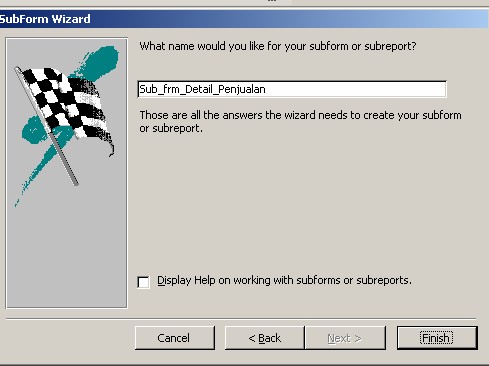 SubForm Wizard
What name would you like for your subform or subreport?
Sub_frm_Detail_Penjualan
Those are all the answers the wizard needs to create your subform
or subreport.
Display Help on working with subforms or subreports.
Cancel < Back Next > Finish